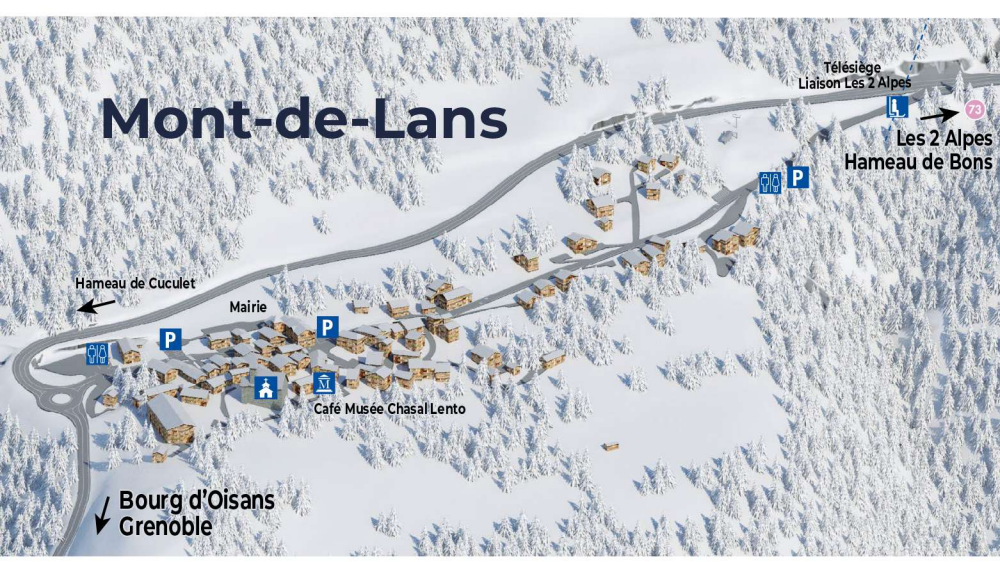 Mont-de-Lans
Télésiège
Liaison Les 2 Alpes
73
Les 2 Alpes
Hameau de Bons
P
Hameau de Cuculet
Mairie
P
P
M
Café Musée Chasal Lento
Bourg d'Oisans
Grenoble